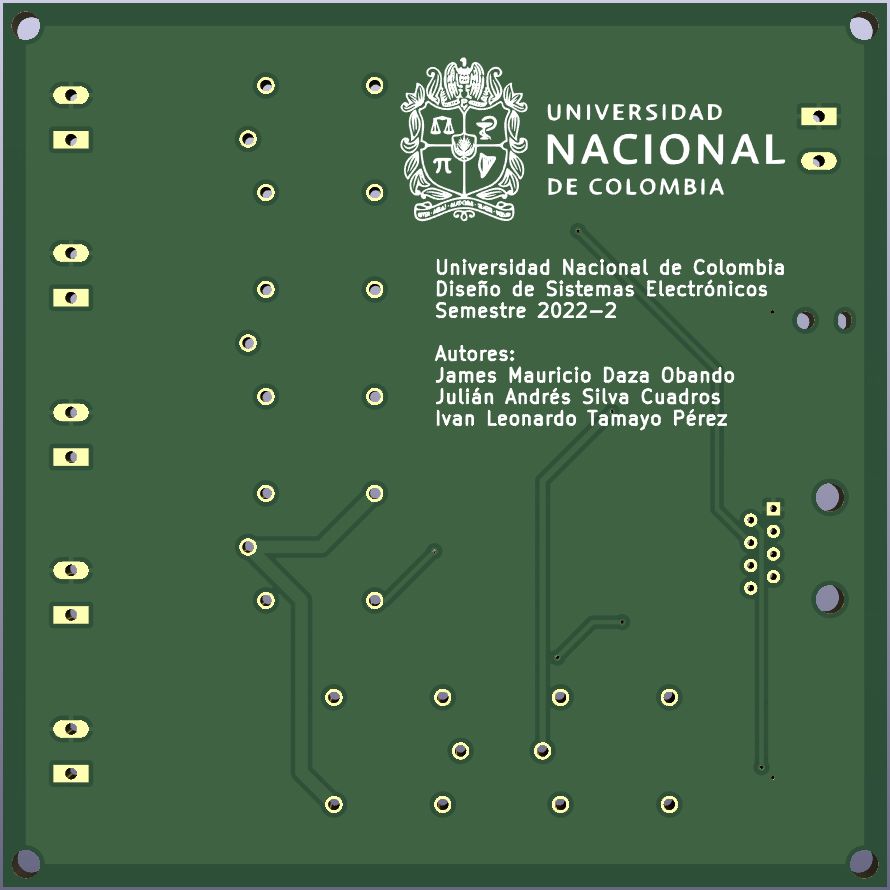 UNIVERSIDAD
NACIONAL
DE COLOMBIA
Universidad Nacional de Colombia
Diseño de Sistemas Electrónicos
Semestre 2022-2
Autores:
James Mauricio Daza Obando
Julián Andrés Silva Cuadros
Ivan Leonardo Tamayo Pérez